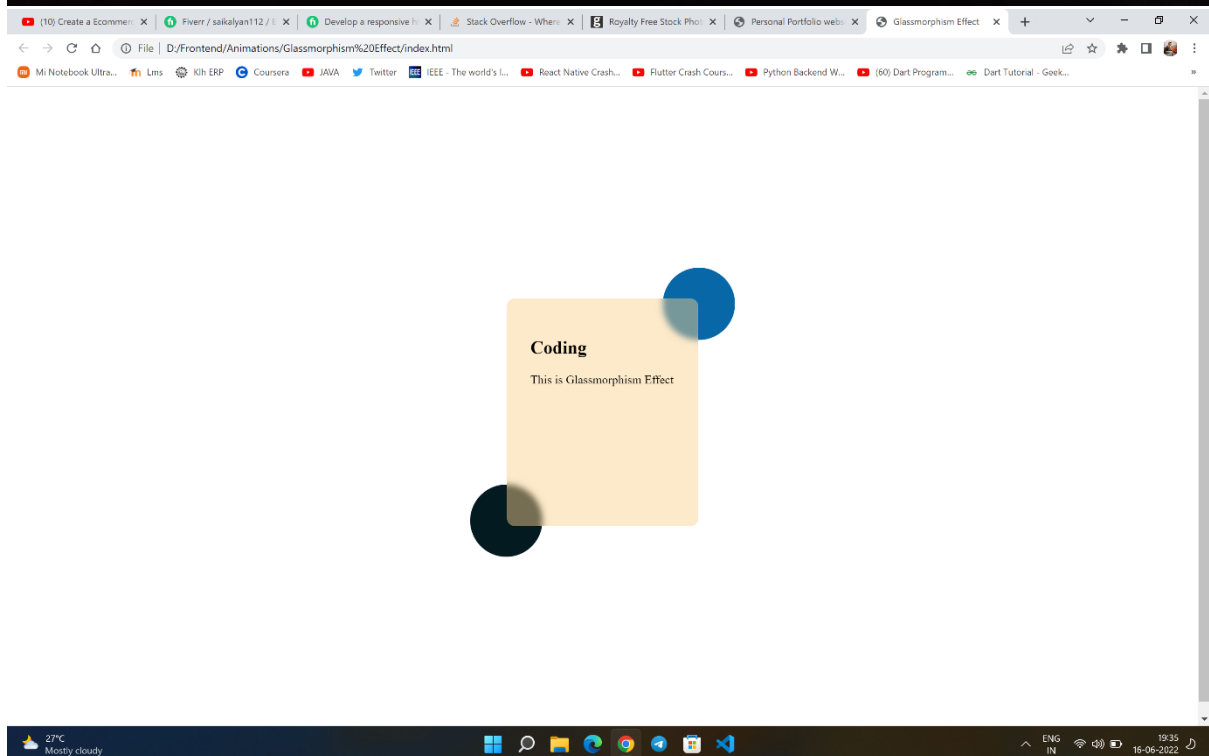 (10) Create a Ecommerc
Fiverr / saikalyan112 / E
Develop a responsive h
Stack Overflow - Where
Royalty Free Stock Phot
Personal Portfolio webs
Glassmorphism Effect
File | D:/Frontend/Animations/Glassmorphism%20Effect/index.html
Mi Notebook Ultra...
Lms
Klh ERP
Coursera
JAVA
Twitter
IEEE - The world's l...
React Native Crash...
Flutter Crash Cours...
Python Backend W...
(60) Dart Program...
Dart Tutorial - Geek...
Coding
This is Glassmorphism Effect
27°C
Mostly cloudy
ENG
IN
19:35
16-06-2022